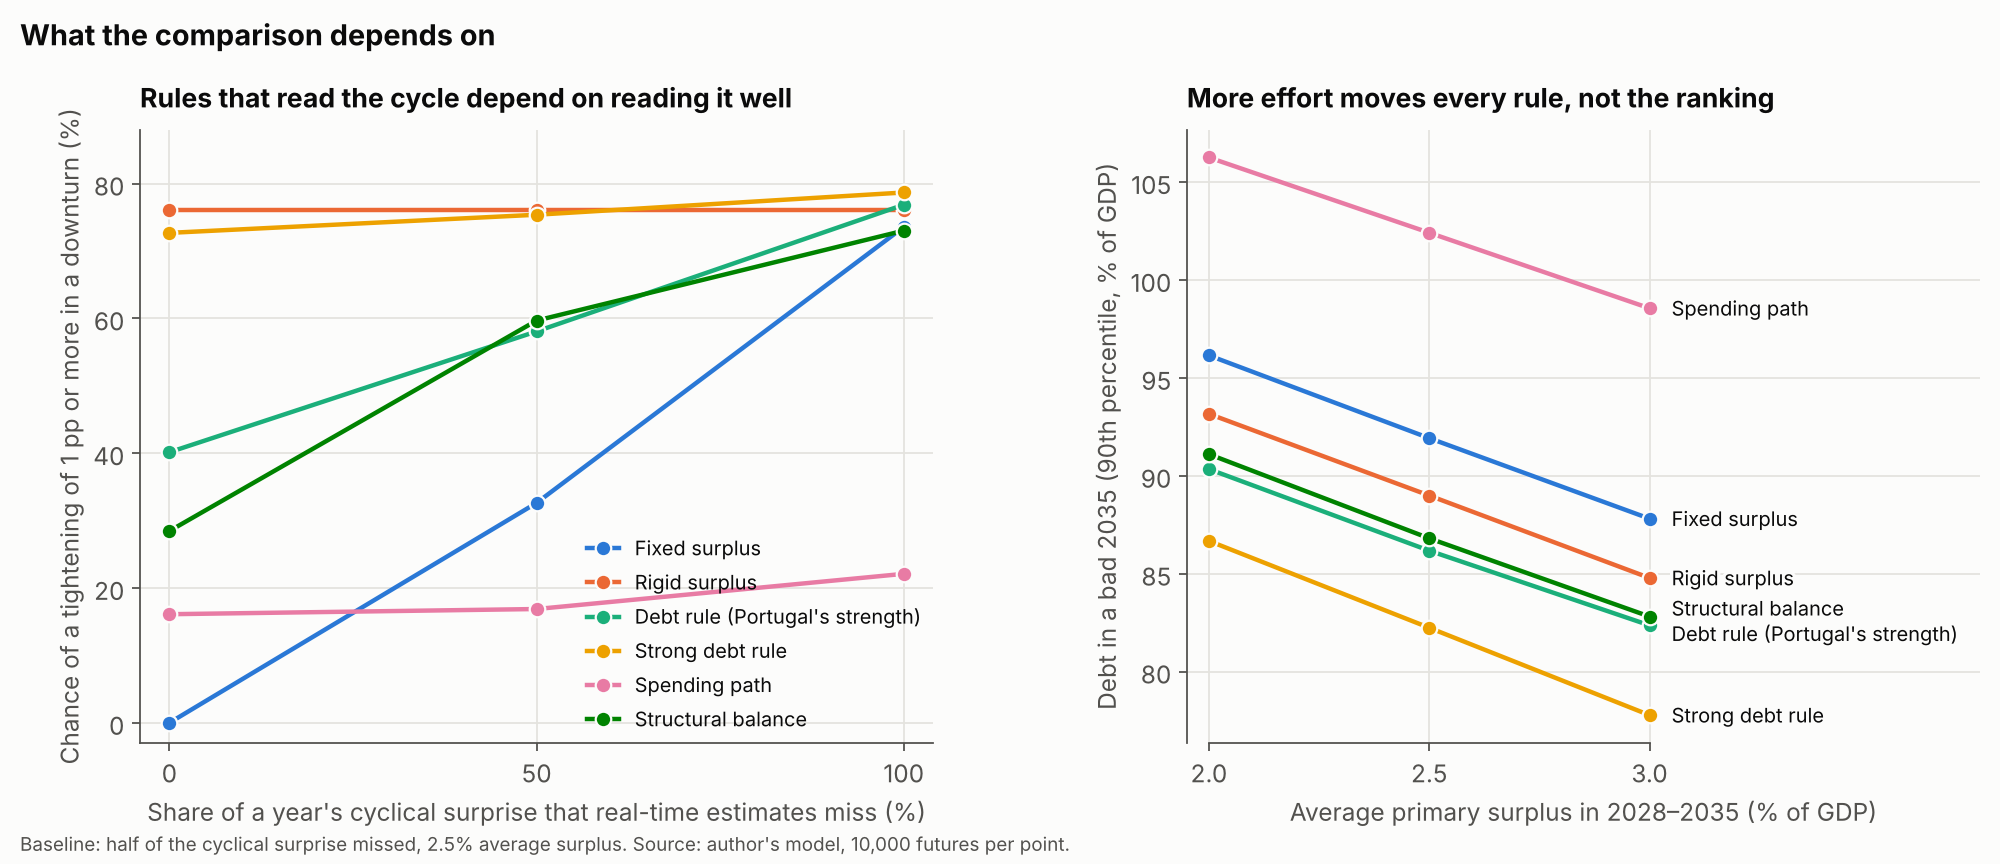 What the comparison depends on
Rules that read the cycle depend on reading it well
Chance of a tightening of 1 pp or more in a downturn (%)
80
60
40
20
0
Fixed surplus
Rigid surplus
Debt rule (Portugal's strength)
Strong debt rule
Spending path
Structural balance
0
50
100
Share of a year's cyclical surprise that real-time estimates miss (%)
More effort moves every rule, not the ranking
Debt in a bad 2035 (90th percentile, % of GDP)
105
100
95
90
85
80
Spending path
Fixed surplus
Rigid surplus
Structural balance
Debt rule (Portugal's strength)
Strong debt rule
2.0
2.5
3.0
Average primary surplus in 2028–2035 (% of GDP)
Baseline: half of the cyclical surprise missed, 2.5% average surplus. Source: author's model, 10,000 futures per point.